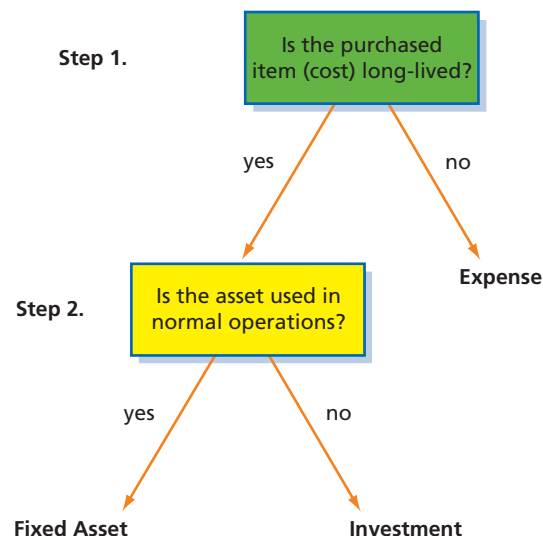 Step 1.
Is the purchased
item (cost) long-lived?
yes
no
Expense
Step 2.
Is the asset used in
normal operations?
yes
no
Fixed Asset
Investment